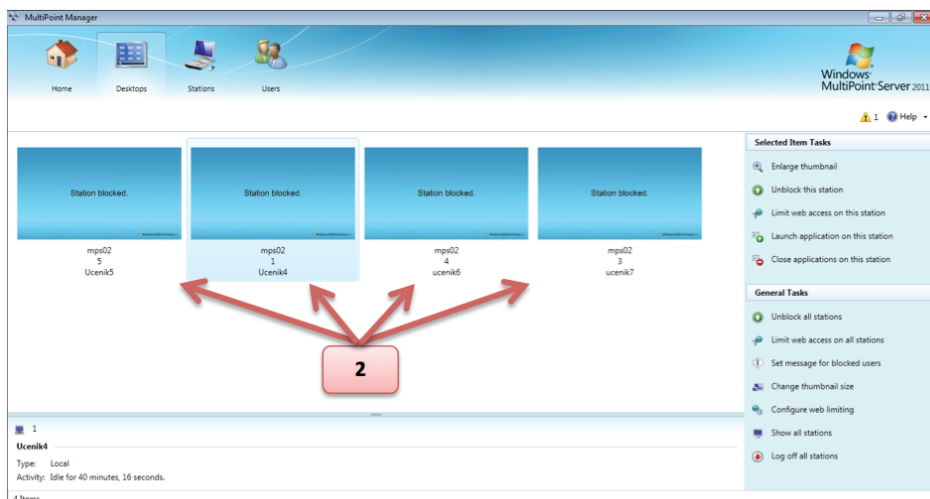 MultiPoint Manager
Home
Desktops
Stations
Users
Windows®
MultiPoint® Server 2011
1 Help
Station blocked.
mps02
5
Ucenik5
Station blocked.
mps02
1
Ucenik4
Station blocked.
mps02
4
ucenik6
Station blocked.
mps02
3
ucenik7
2
Selected Item Tasks
Enlarge thumbnail
Unblock this station
Limit web access on this station
Launch application on this station
Close applications on this station
General Tasks
Unblock all stations
Limit web access on all stations
Set message for blocked users
Change thumbnail size
Configure web limiting
Show all stations
Log off all stations
1
Ucenik4
Type: Local
Activity: Idle for 40 minutes, 16 seconds.
4 Items